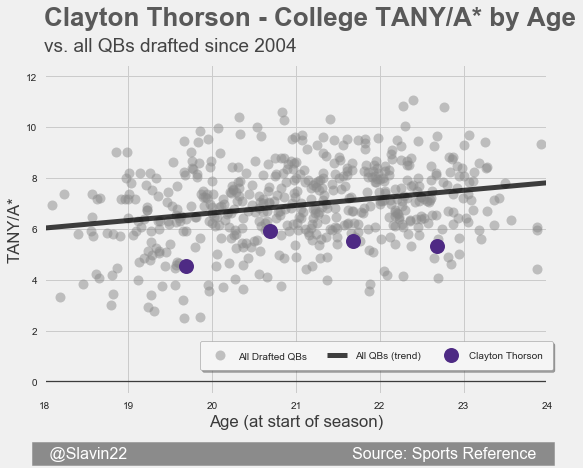 Clayton Thorson - College TANY/A* by Age
vs. all QBs drafted since 2004
12
10
8
6
4
2
0
TANY/A*
All Drafted QBs
All QBs (trend)
Clayton Thorson
18 19 20 21 22 23 24
Age (at start of season)
@Slavin22
Source: Sports Reference